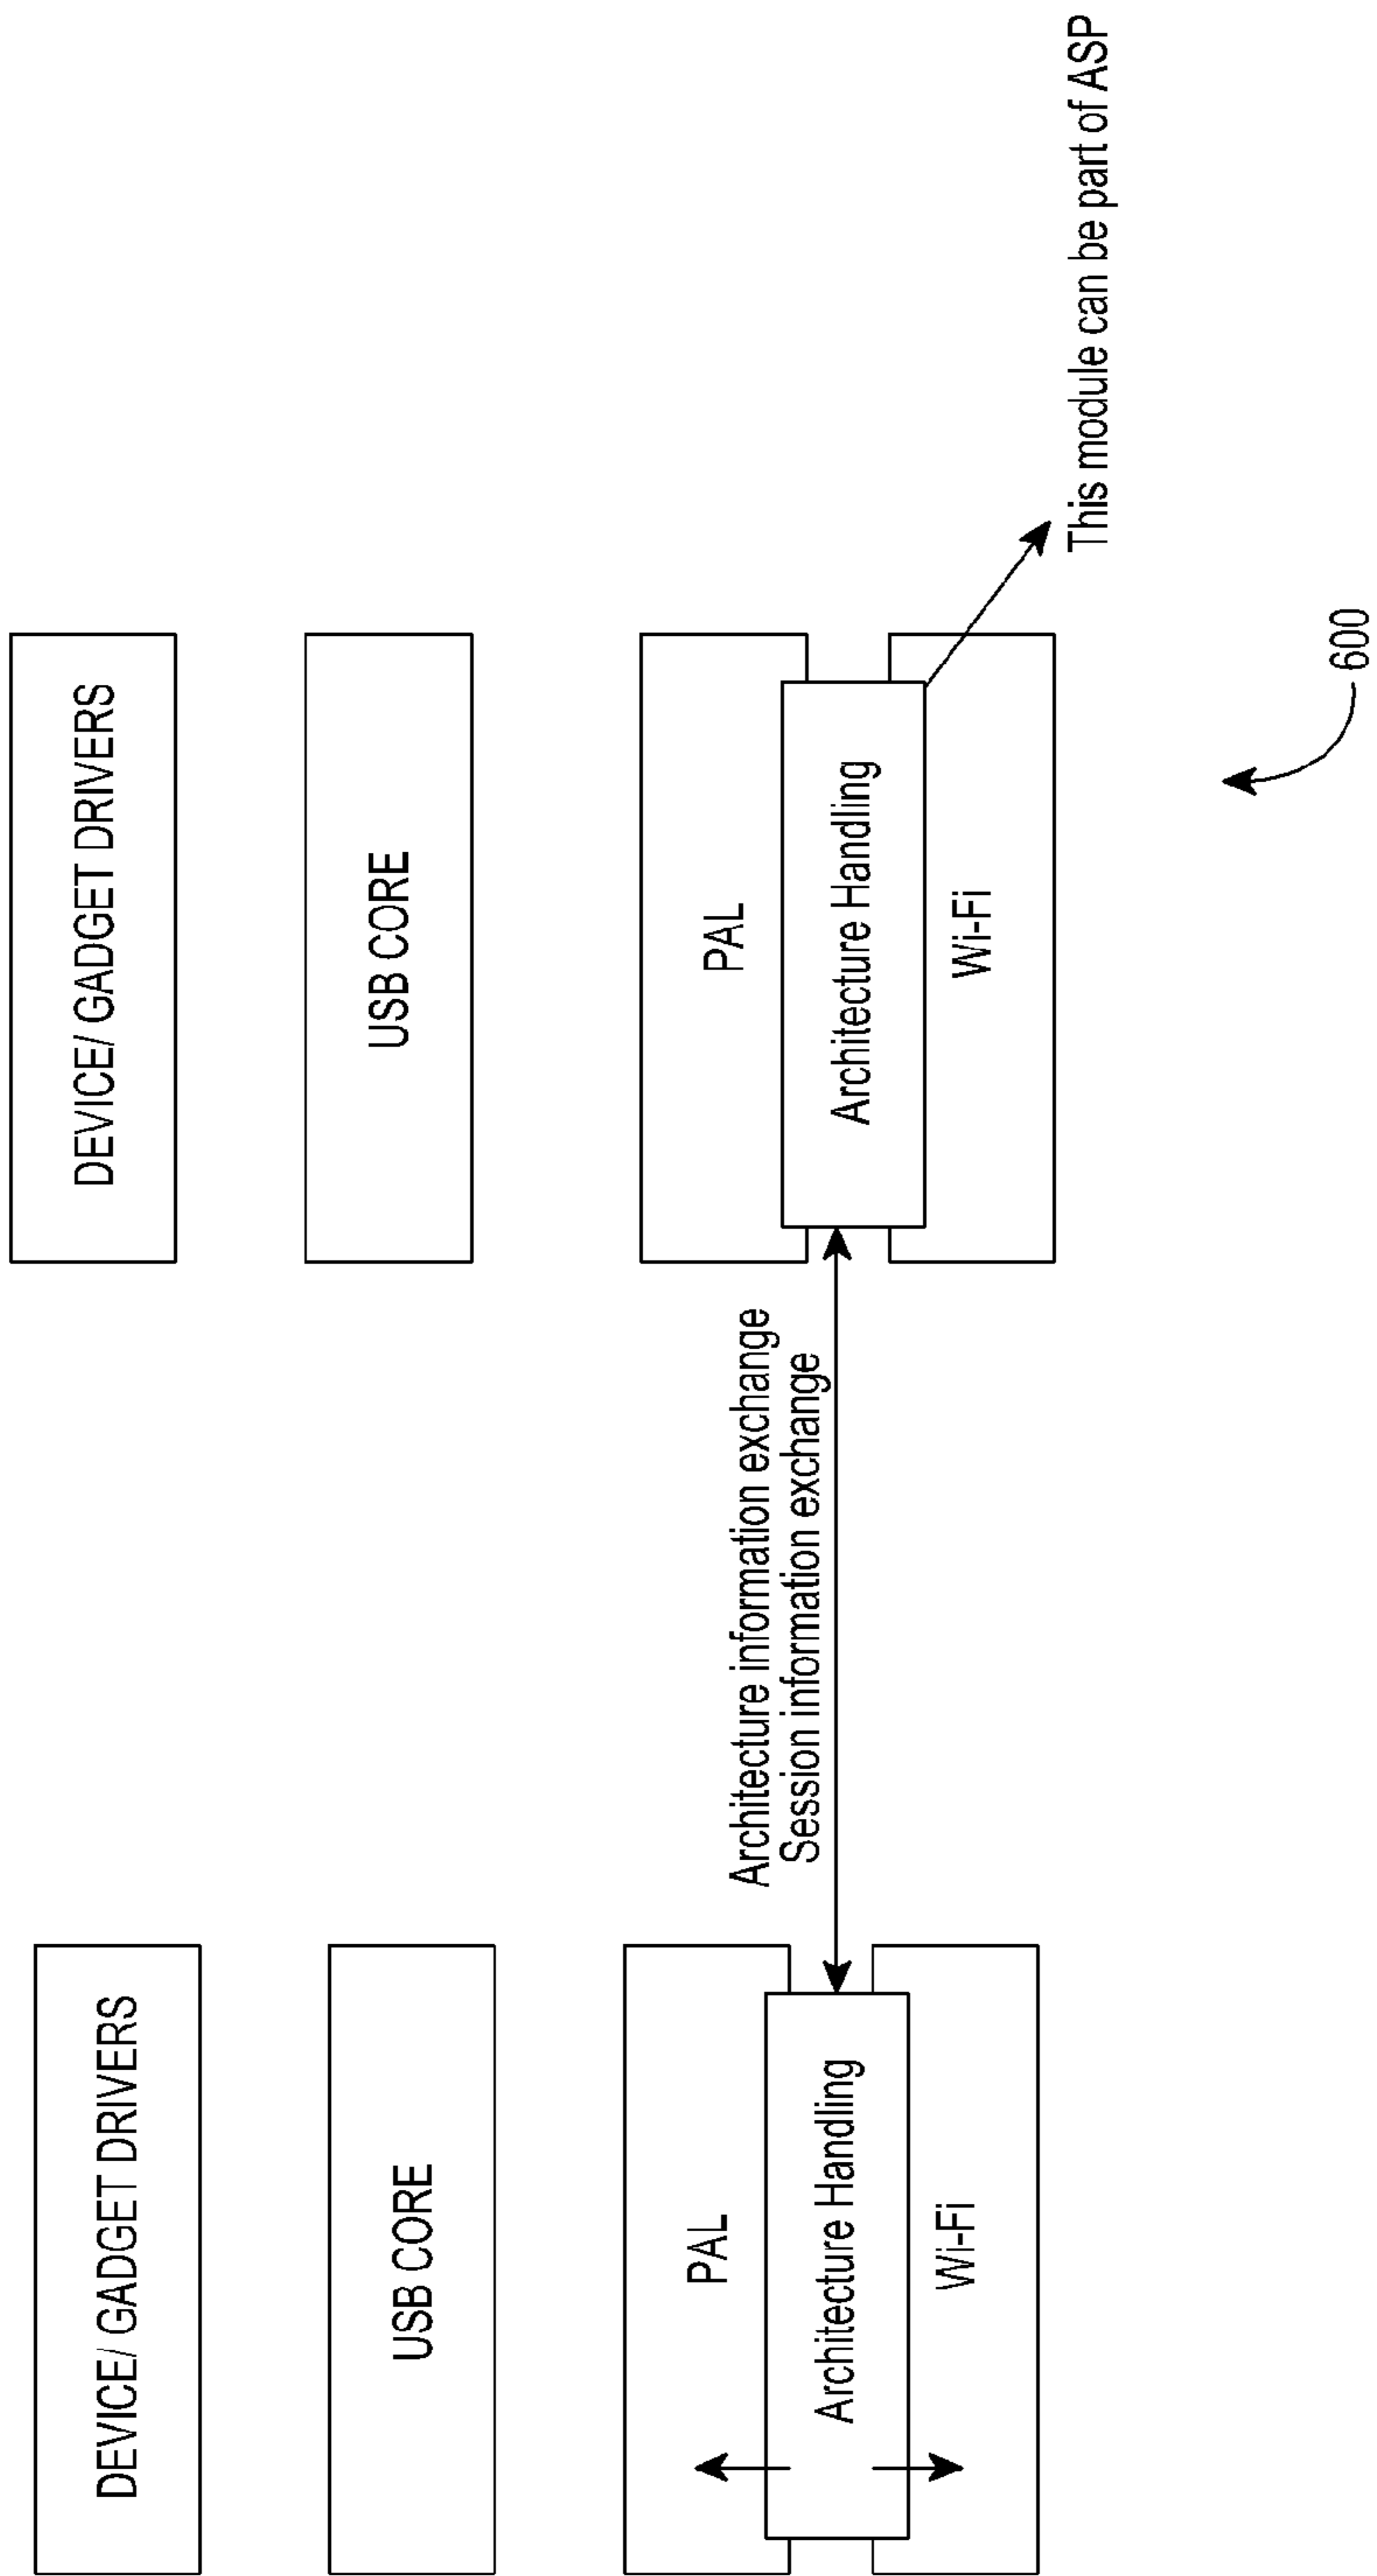 DEVICE/ GADGET DRIVERS
USB CORE
PAL
Architecture Handling
Wi-Fi
Architecture information exchange
Session information exchange
DEVICE/ GADGET DRIVERS
USB CORE
PAL
Architecture Handling
Wi-Fi
This module can be part of ASP
600